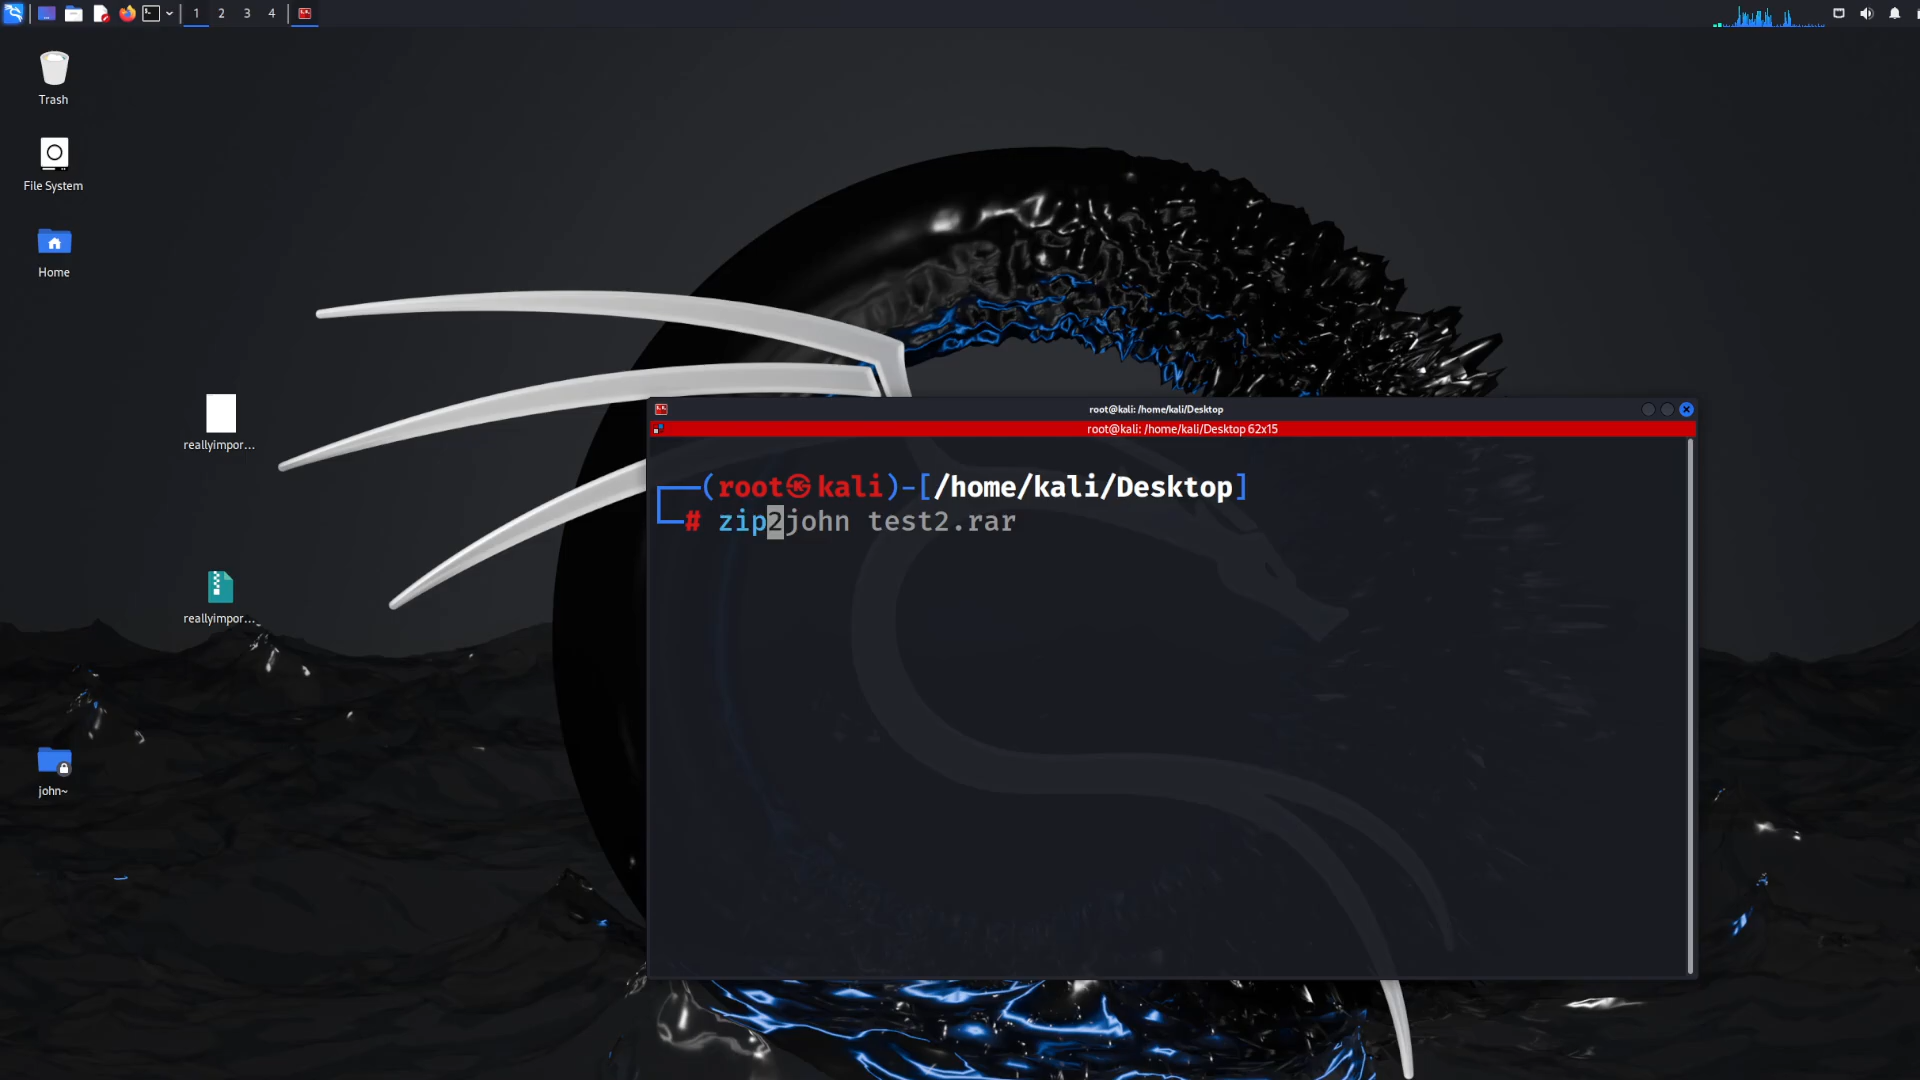 1 2 3 4
Trash
File System
Home
reallyimpor...
reallyimpor...
john~
root@kali: /home/kali/Desktop
root@kali: /home/kali/Desktop 62x15
(root㉿kali)-[/home/kali/Desktop]
# zip2john test2.rar